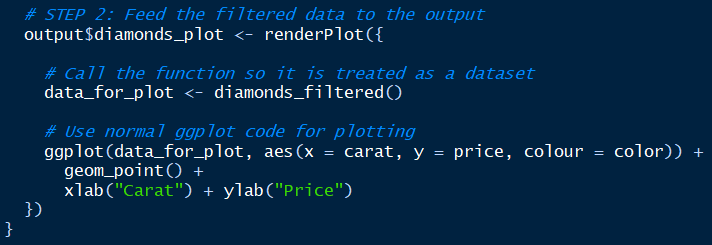 # STEP 2: Feed the filtered data to the output
output$diamonds_plot <- renderPlot({
# Call the function so it is treated as a dataset
data_for_plot <- diamonds_filtered()
# Use normal ggplot code for plotting
ggplot(data_for_plot, aes(x = carat, y = price, colour = color)) +
geom_point() +
xlab("Carat") + ylab("Price")
})
}